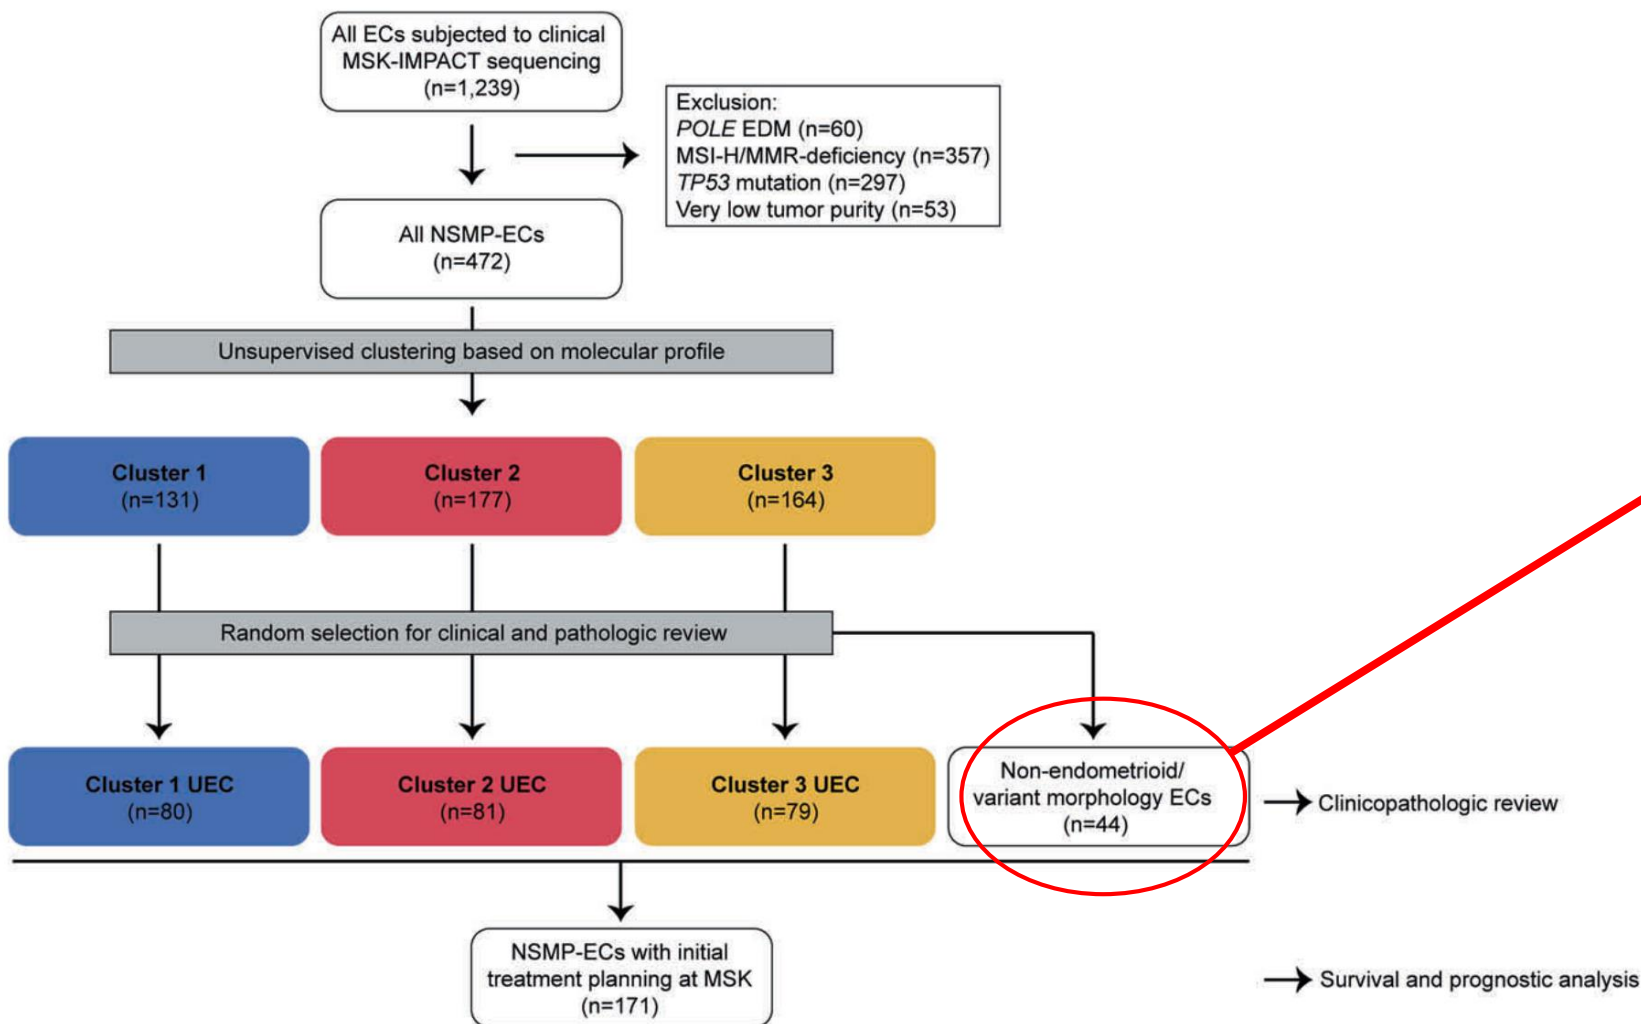 All ECs subjected to clinical
MSK-IMPACT sequencing
(n=1,239)
Exclusion:
POLE EDM (n=60)
MSI-H/MMR-deficiency (n=357)
TP53 mutation (n=297)
Very low tumor purity (n=53)
All NSMP-ECs
(n=472)
Unsupervised clustering based on molecular profile
Cluster 1
(n=131)
Cluster 2
(n=177)
Cluster 3
(n=164)
Random selection for clinical and pathologic review
Cluster 1 UEC
(n=80)
Cluster 2 UEC
(n=81)
Cluster 3 UEC
(n=79)
Non-endometrioid/
variant morphology ECs
(n=44)
Clinicopathologic review
NSMP-ECs with initial
treatment planning at MSK
(n=171)
Survival and prognostic analysis